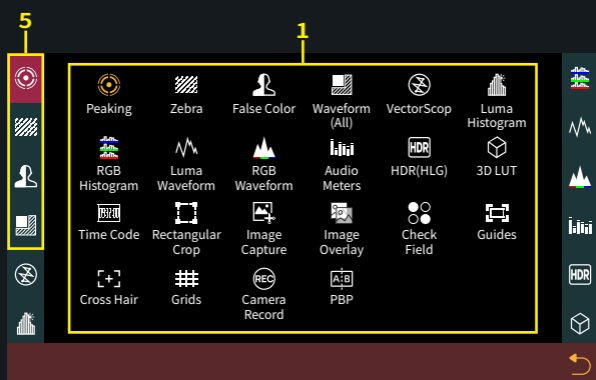 5
1
Peaking Zebra False Color Waveform VectorScop Luma
(All) Histogram
HDR
RGB Luma RGB Audio HDR(HLG) 3D LUT
Histogram Waveform Waveform Meters
Time Code Rectangular Image Image Check Guides
Crop Capture Overlay Field
REC A B
HDR
Cross Hair Grids Camera PBP
Record